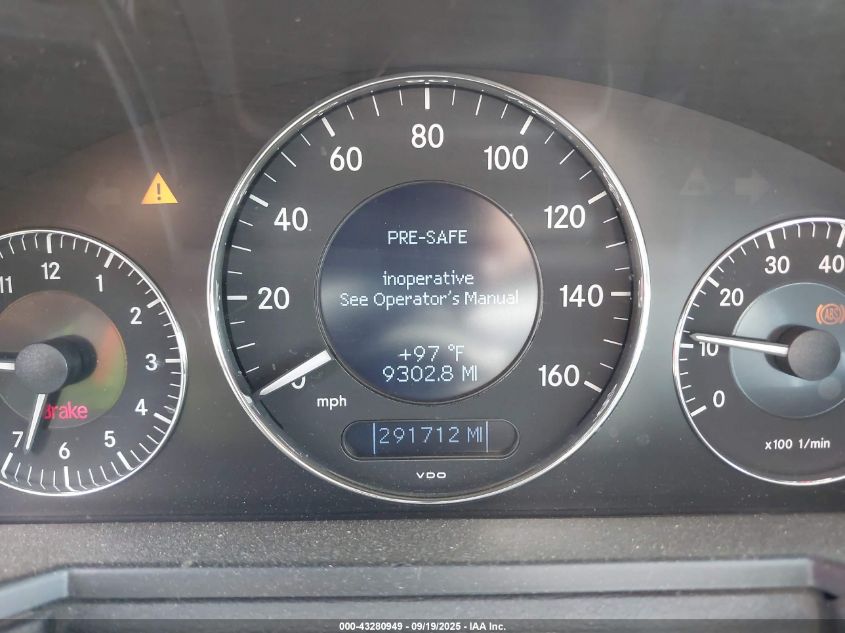 80
60
100
40
120
20
140
0
160
mph
PRE-SAFE
inoperative
See Operator's Manual
+97 °F
9302.8 MI
291712 MI
VDO
11
12
1
2
3
4
5
6
7
Brake
40
30
20
10
0
ABS
x100 1/min
000-43280949 - 09/19/2025 - IAA Inc.